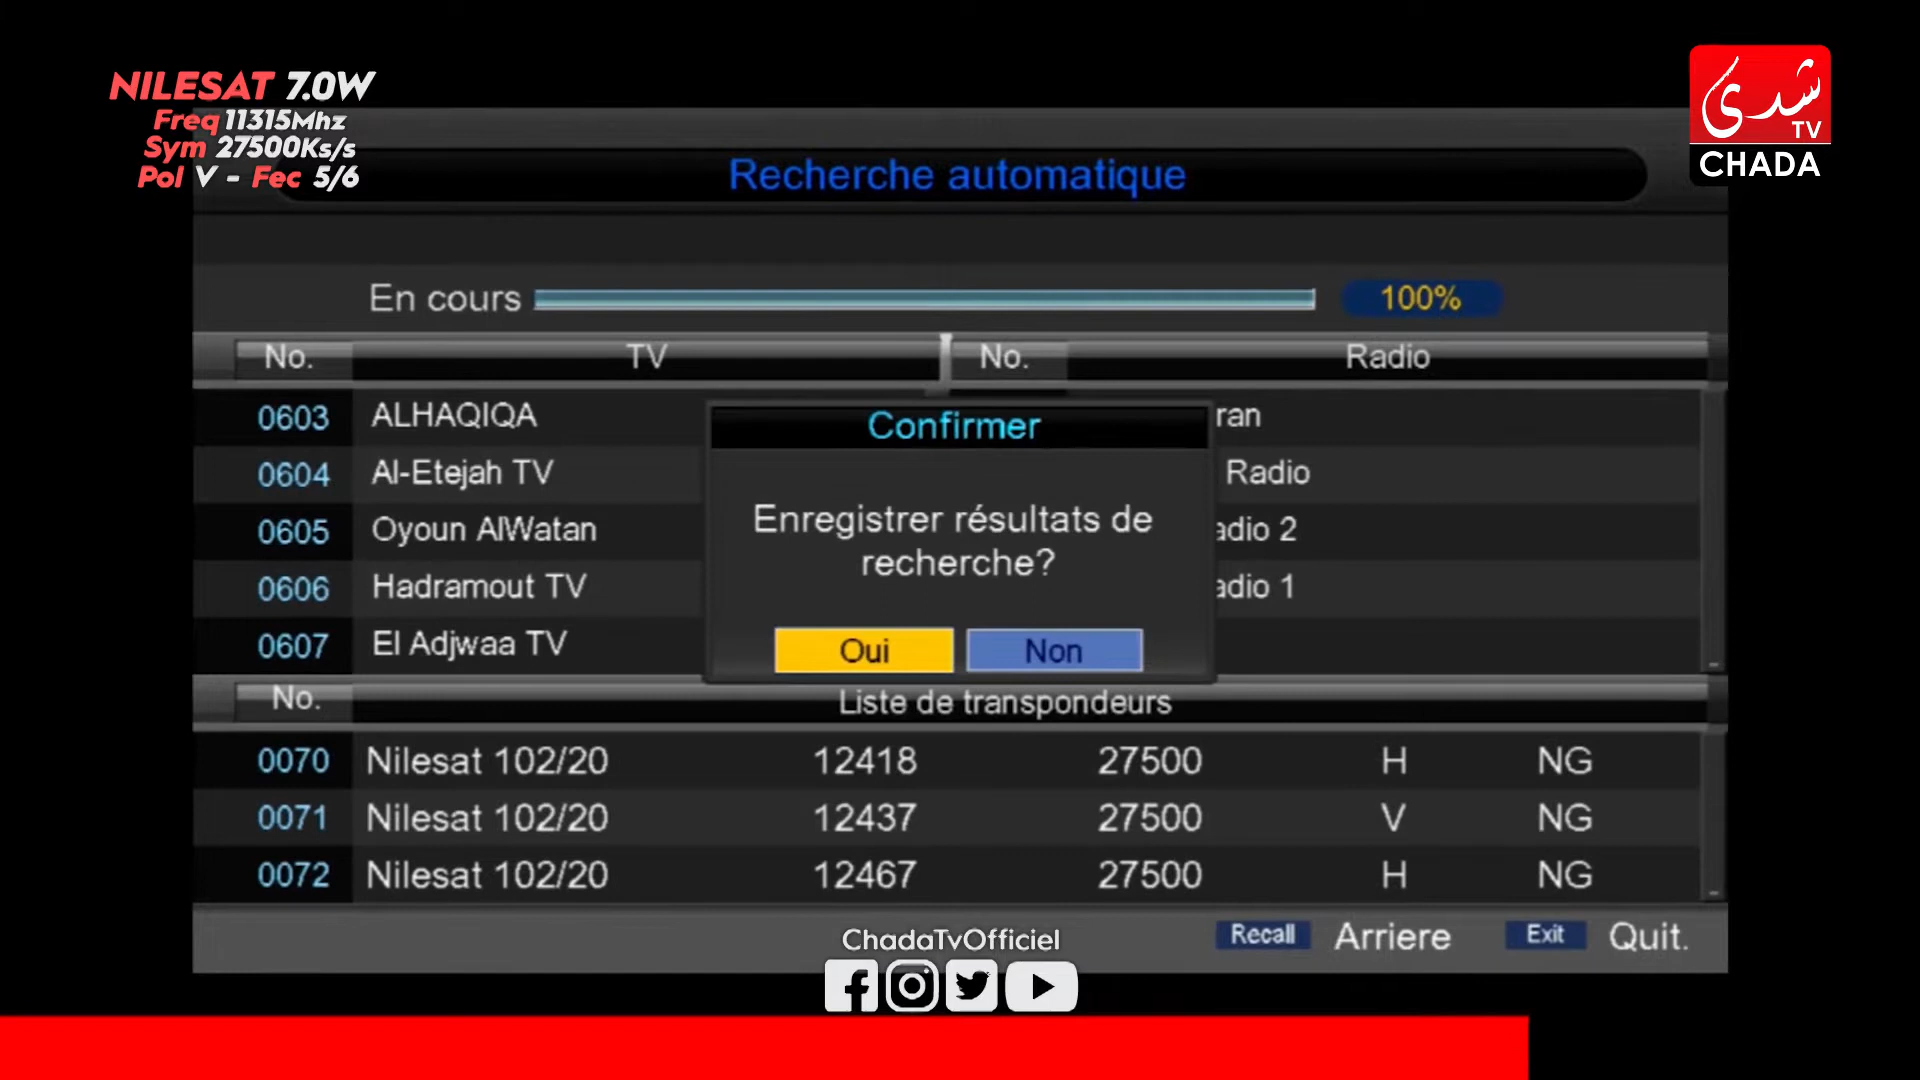 NILESAT 7.0W
Freq 11315Mhz
Sym 27500Ks/s
Pol V - Fec 5/6
شدى
TV
CHADA
Recherche automatique
En cours 100%
No. TV No. Radio
0603 ALHAQIQA ran
0604 Al-Etejah TV Radio
0605 Oyoun AlWatan adio 2
0606 Hadramout TV adio 1
0607 El Adjwaa TV
Confirmer
Enregistrer résultats de
recherche?
Oui Non
No. Liste de transpondeurs
0070 Nilesat 102/20 12418 27500 H NG
0071 Nilesat 102/20 12437 27500 V NG
0072 Nilesat 102/20 12467 27500 H NG
Recall Arriere Exit Quit.
ChadaTvOfficiel